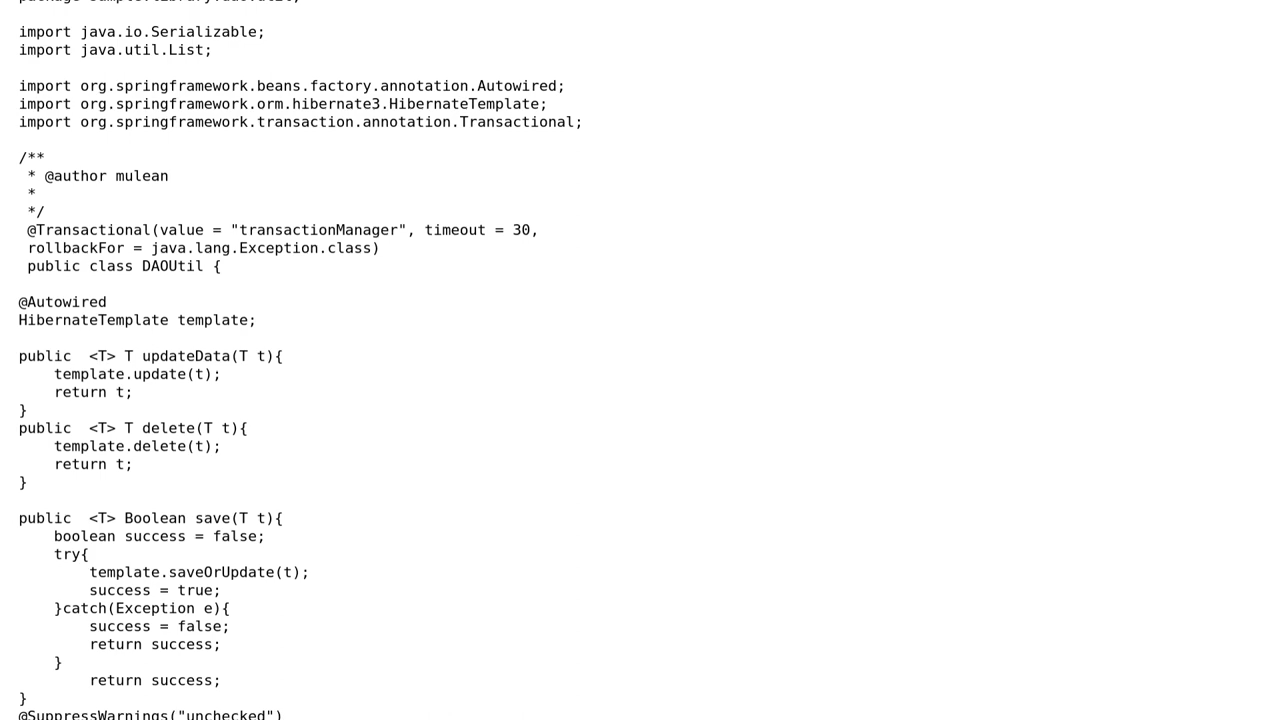 import java.io.Serializable;
import java.util.List;

import org.springframework.beans.factory.annotation.Autowired;
import org.springframework.orm.hibernate3.HibernateTemplate;
import org.springframework.transaction.annotation.Transactional;

/**
 * @author mulean
 *
 */
 @Transactional(value = "transactionManager", timeout = 30,
 rollbackFor = java.lang.Exception.class)
 public class DAOUtil {

@Autowired
HibernateTemplate template;

public  <T> T updateData(T t){
    template.update(t);
    return t;
}
public  <T> T delete(T t){
    template.delete(t);
    return t;
}

public  <T> Boolean save(T t){
    boolean success = false;
    try{
        template.saveOrUpdate(t);
        success = true;
    }catch(Exception e){
        success = false;
        return success;
    }
        return success;
}
@SuppressWarnings("unchecked")